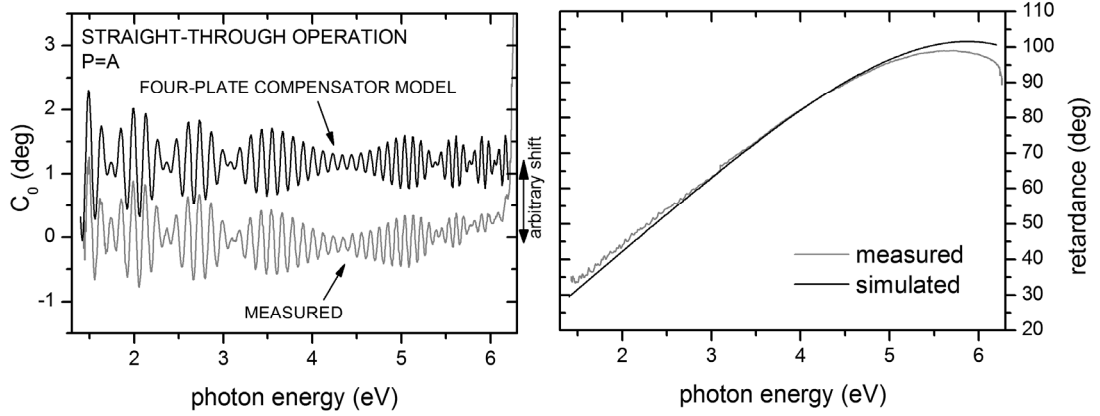 STRAIGHT-THROUGH OPERATION
P=A
FOUR-PLATE COMPENSATOR MODEL
MEASURED
C0 (deg)
3
2
1
0
-1
2 3 4 5 6
photon energy (eV)
arbitrary shift
measured
simulated
110
100
90
80
70
60
50
40
30
20
retardance (deg)
2 3 4 5 6
photon energy (eV)